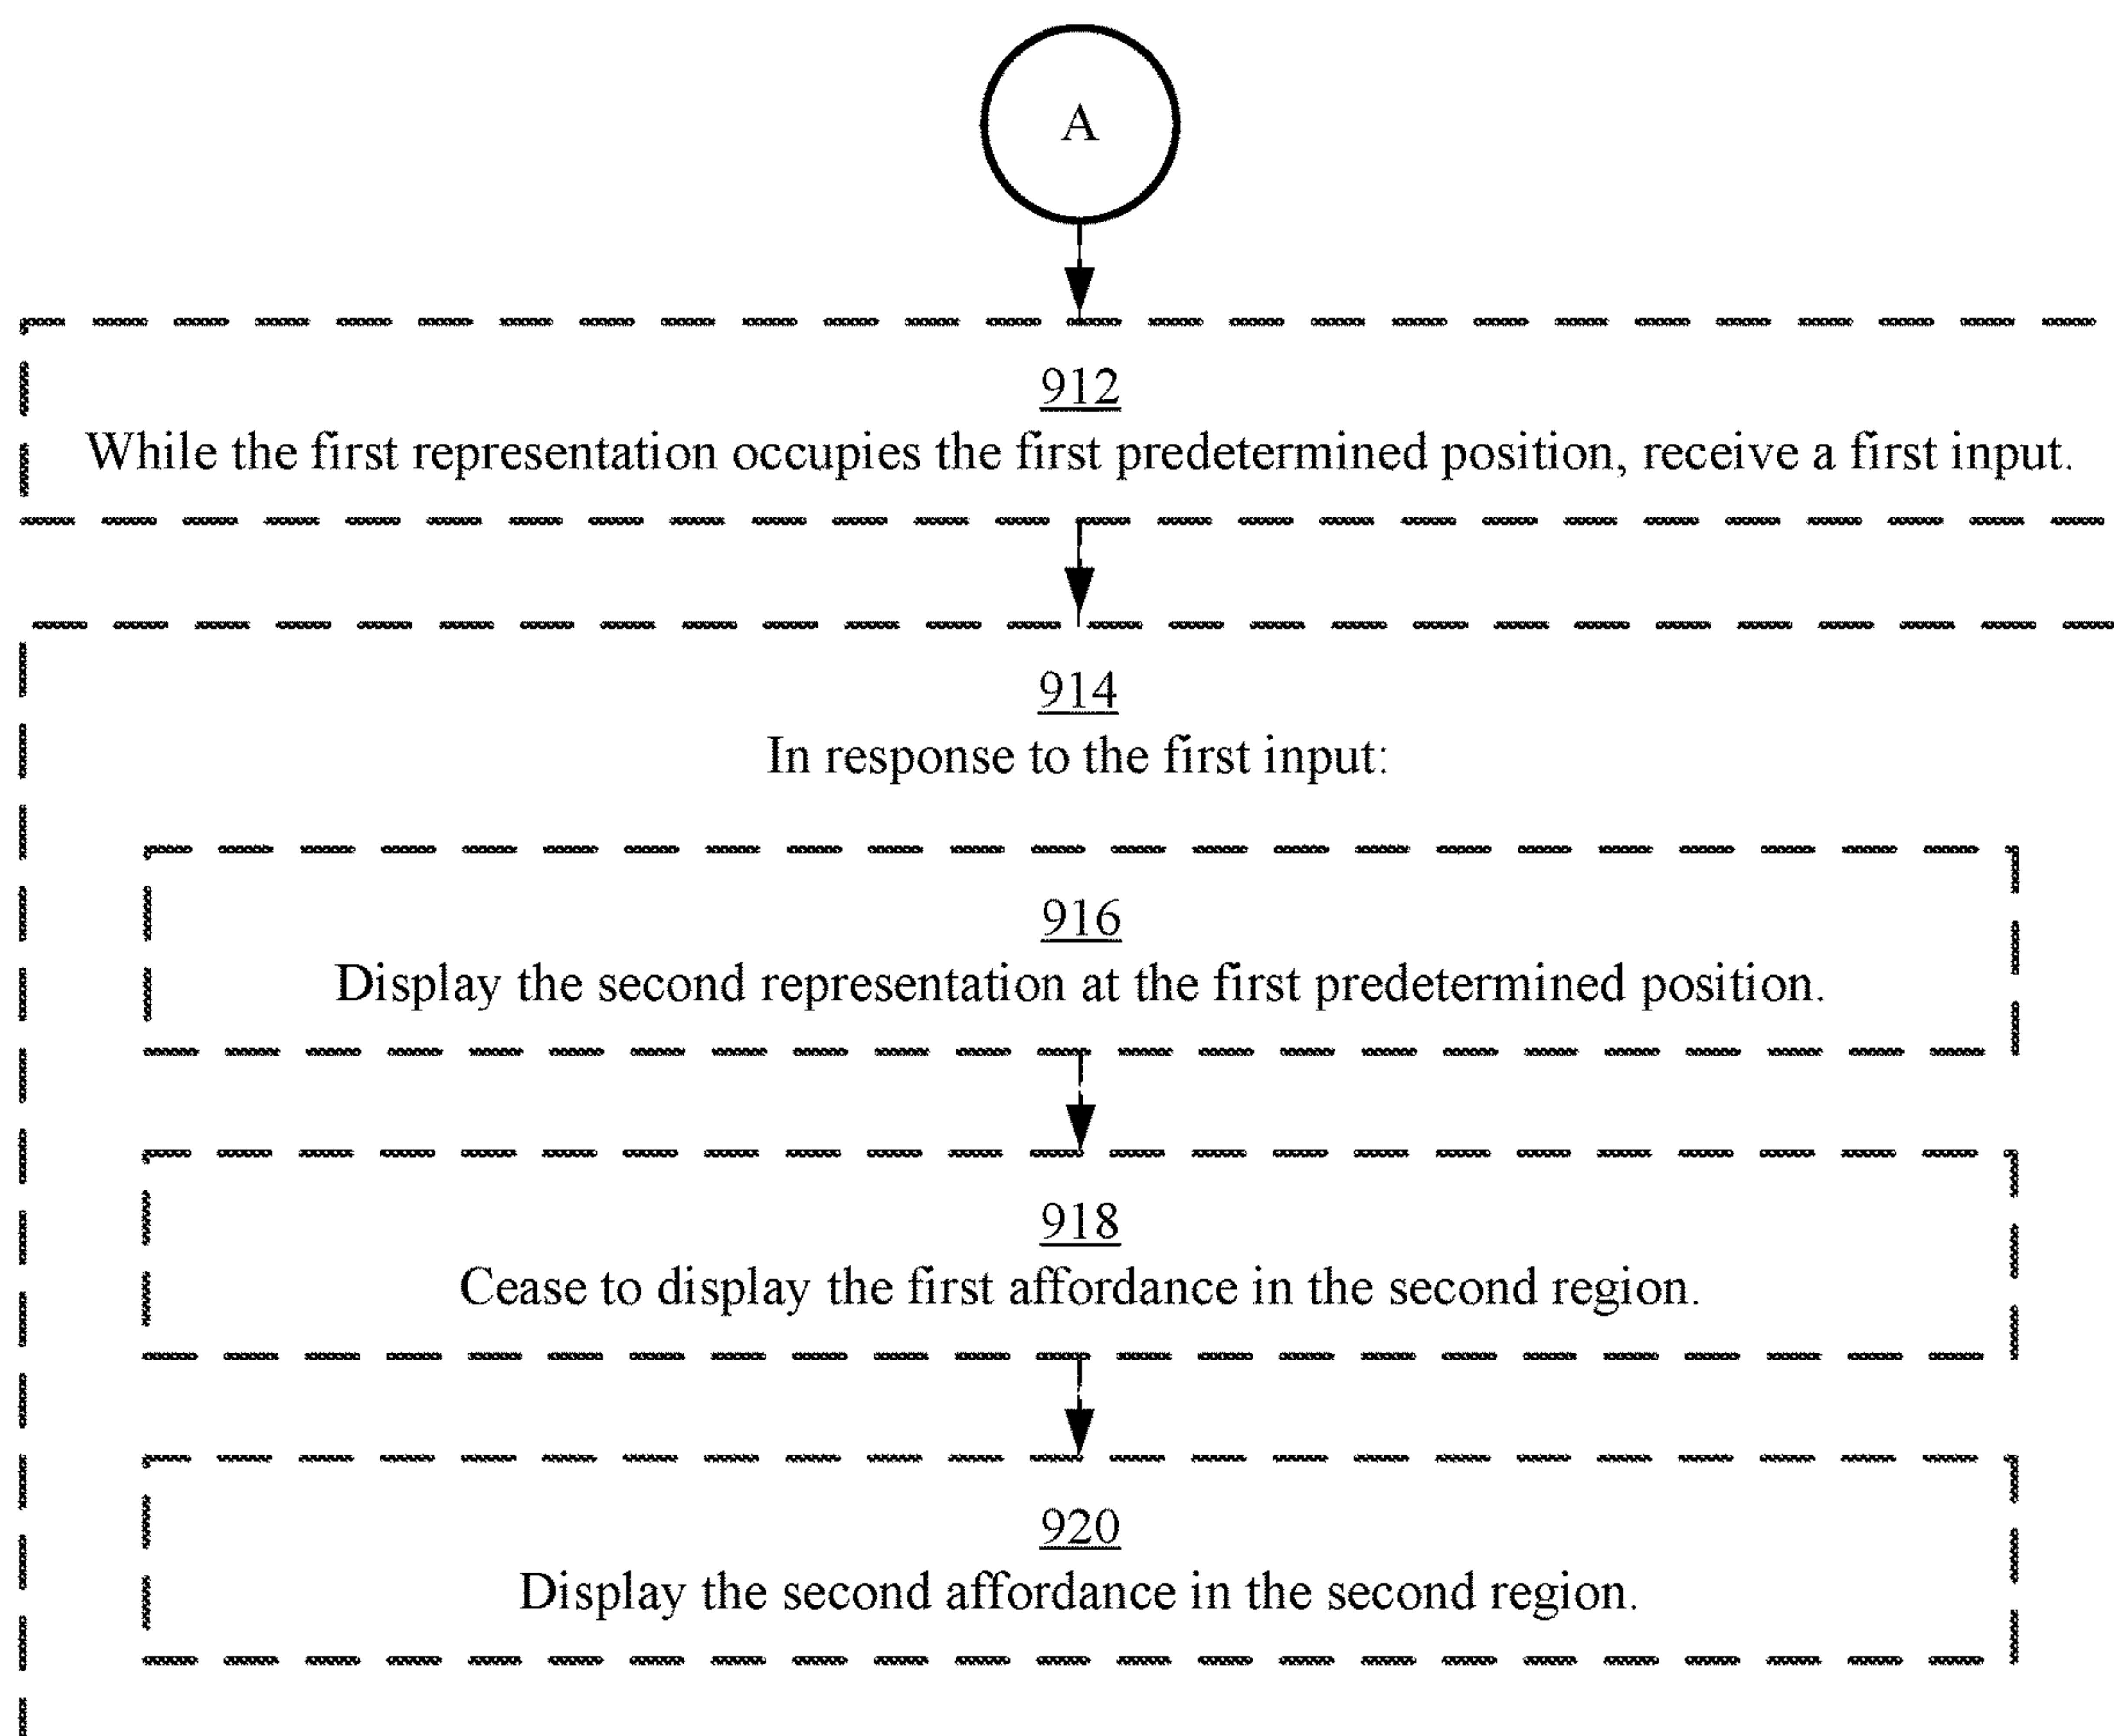 A
912
While the first representation occupies the first predetermined position, receive a first input.
914
In response to the first input:
916
Display the second representation at the first predetermined position.
918
Cease to display the first affordance in the second region.
920
Display the second affordance in the second region.